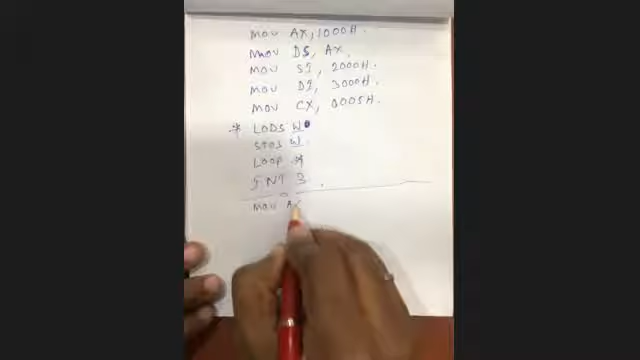 MOV AX, 1000H.
MOV DS, AX.
MOV SI, 2000H.
MOV DI, 3000H.
MOV CX, 0005H.
* LODS W
STOS W.
LOOP *
INT 3.
MOV AX